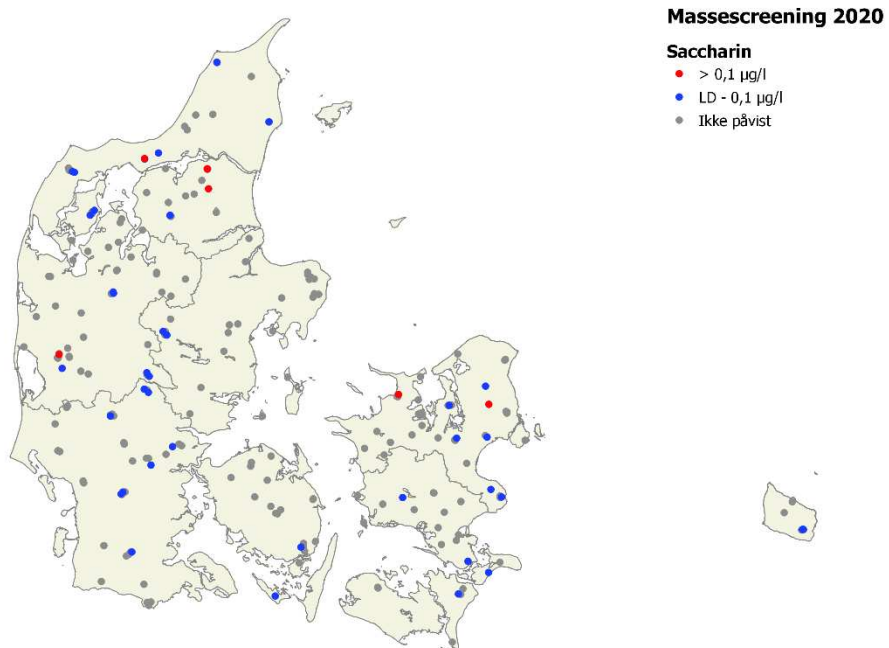 Massescreening 2020
Saccharin
> 0,1 µg/l
LD - 0,1 µg/l
Ikke påvist